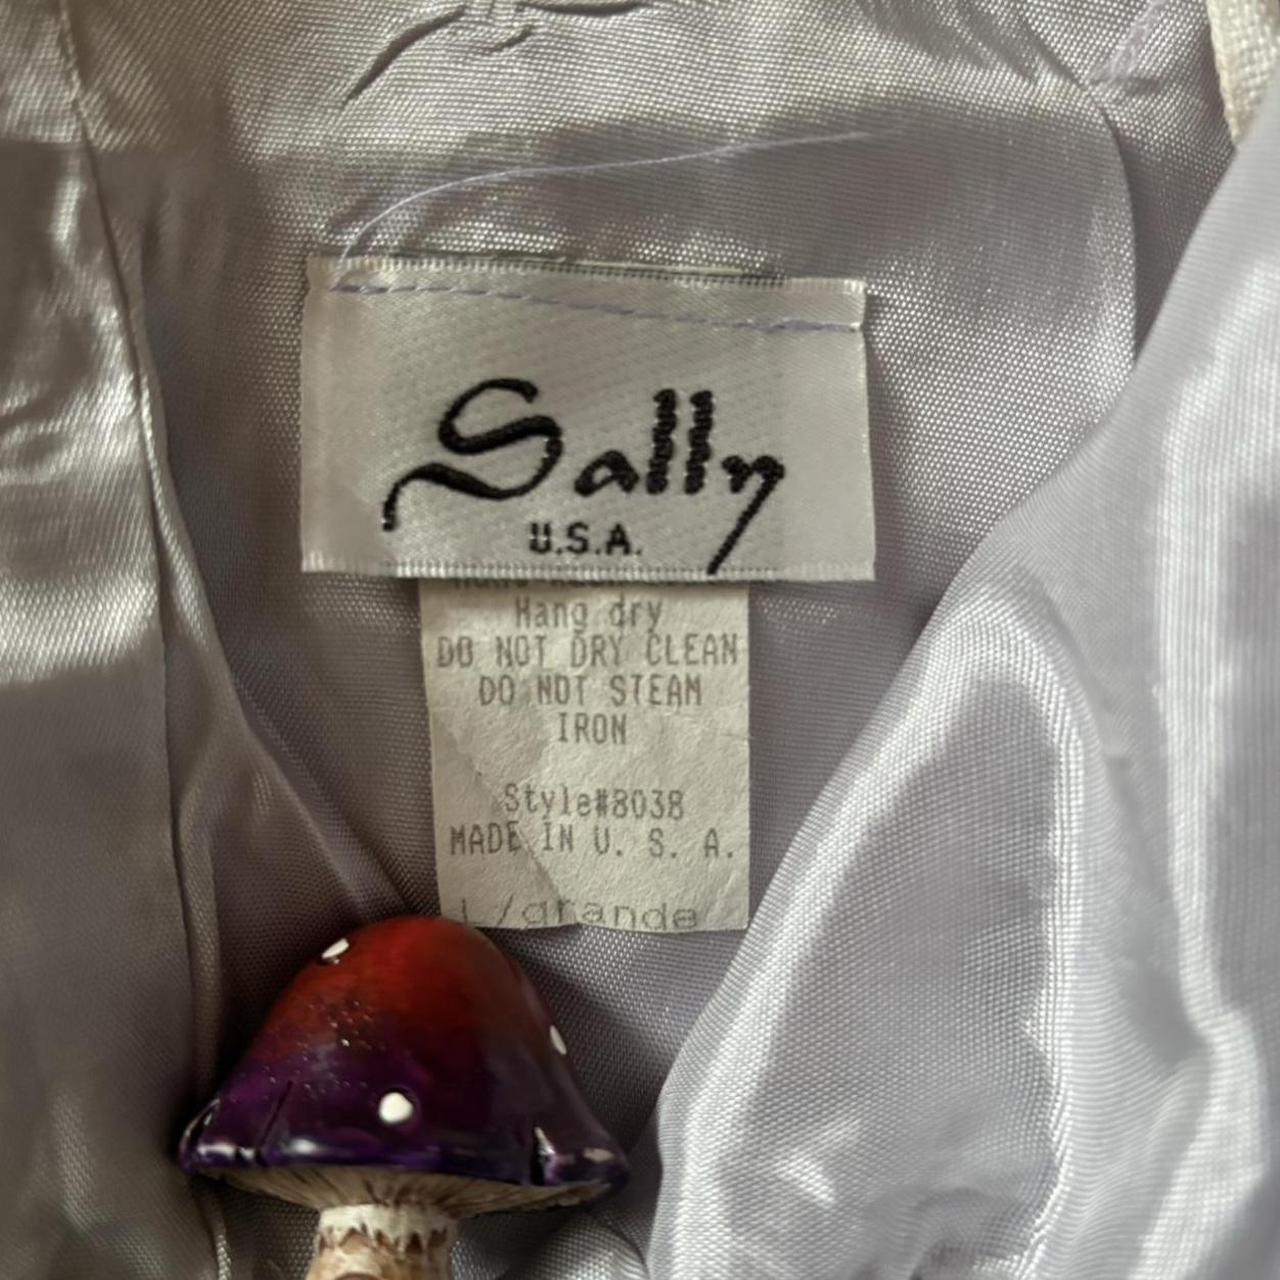 Sally
U.S.A.
Hang dry
DO NOT DRY CLEAN
DO NOT STEAM
IRON
Style#8038
MADE IN U. S. A.
L/grande